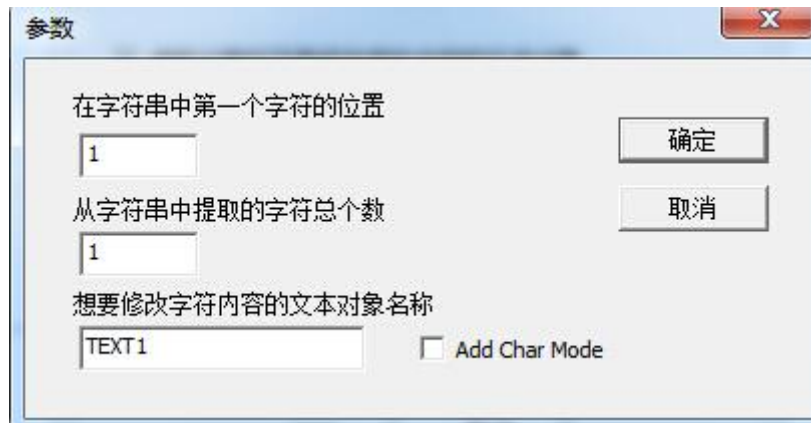 参数
在字符串中第一个字符的位置
1
确定
从字符串中提取的字符总个数
取消
1
想要修改字符内容的文本对象名称
TEXT1
Add Char Mode